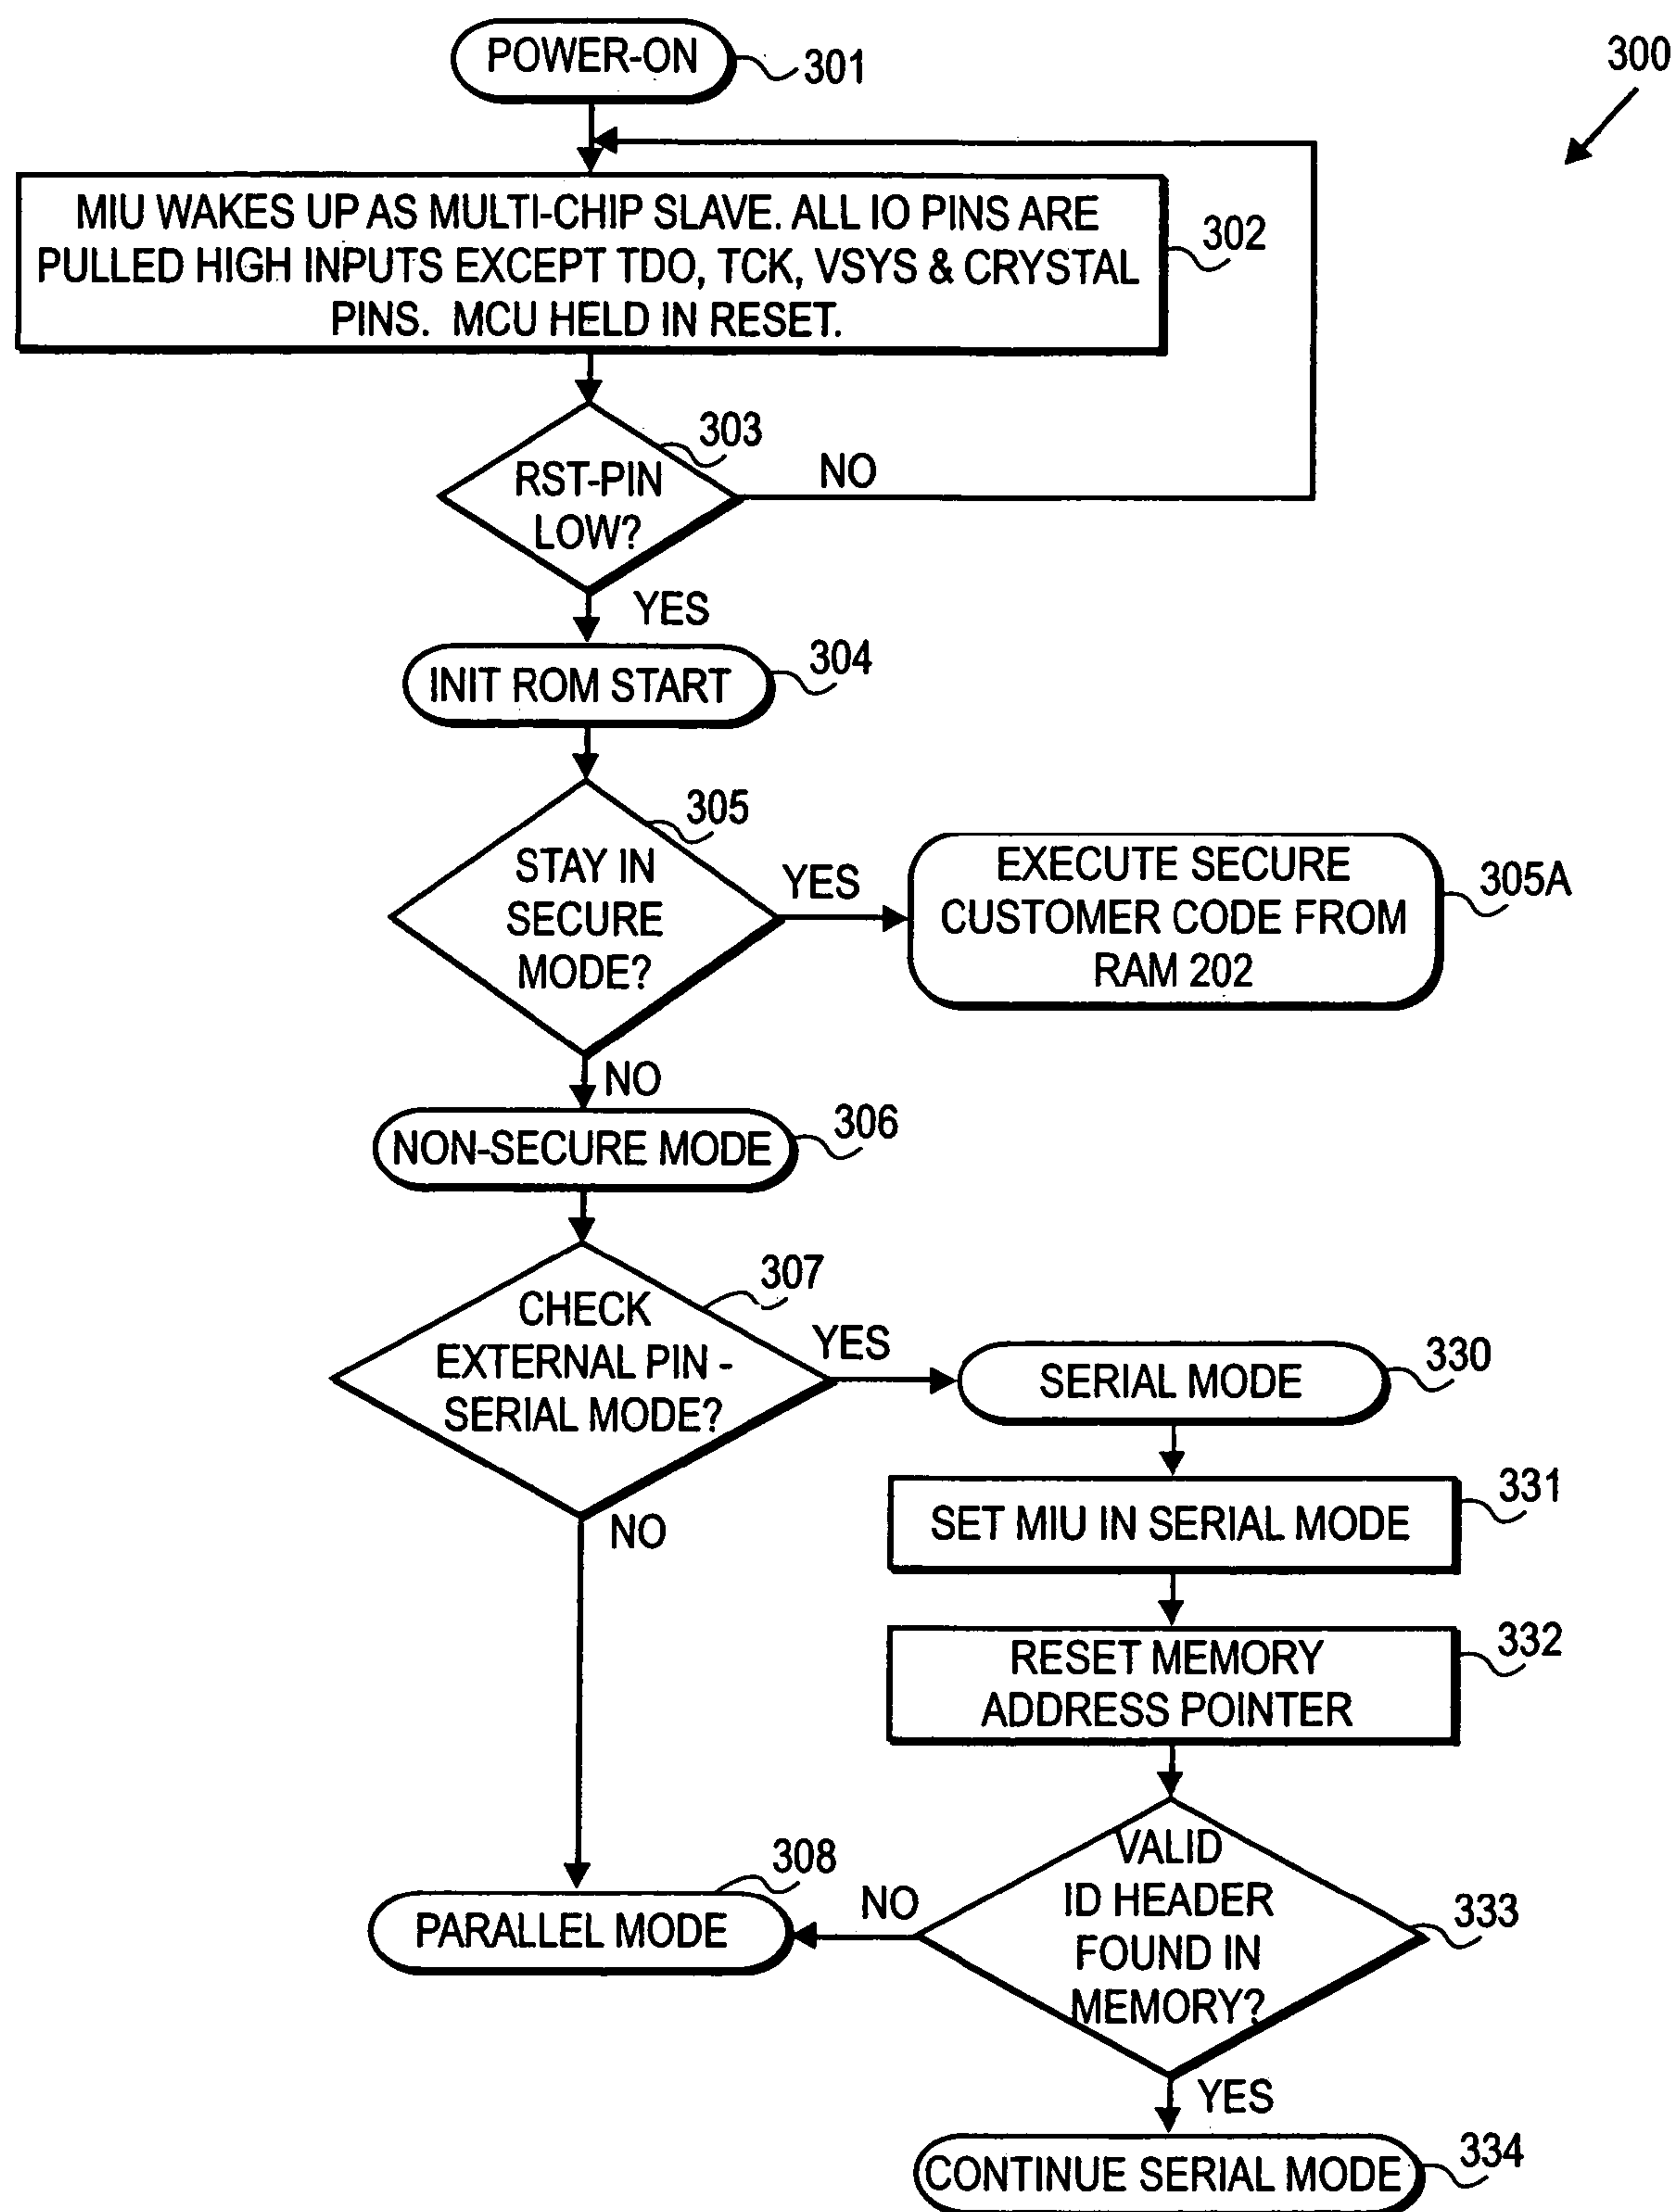 POWER-ON
301
300
MIU WAKES UP AS MULTI-CHIP SLAVE. ALL IO PINS ARE
PULLED HIGH INPUTS EXCEPT TDO, TCK, VSYS & CRYSTAL
PINS. MCU HELD IN RESET.
302
303
RST-PIN
LOW?
NO
YES
INIT ROM START
304
305
STAY IN
SECURE
MODE?
YES
EXECUTE SECURE
CUSTOMER CODE FROM
RAM 202
305A
NO
NON-SECURE MODE
306
307
CHECK
EXTERNAL PIN -
SERIAL MODE?
YES
SERIAL MODE
330
NO
SET MIU IN SERIAL MODE
331
RESET MEMORY
ADDRESS POINTER
332
308
PARALLEL MODE
NO
VALID
ID HEADER
FOUND IN
MEMORY?
333
YES
CONTINUE SERIAL MODE
334